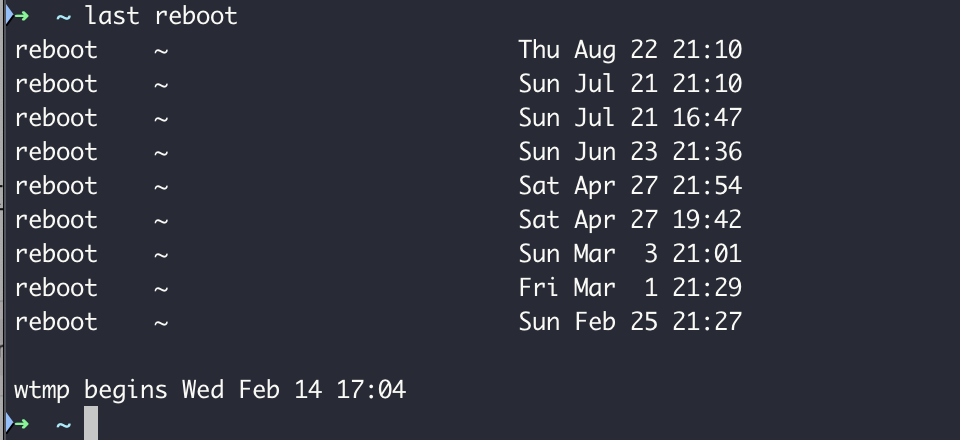 ➜  ~ last reboot
reboot    ~                         Thu Aug 22 21:10
reboot    ~                         Sun Jul 21 21:10
reboot    ~                         Sun Jul 21 16:47
reboot    ~                         Sun Jun 23 21:36
reboot    ~                         Sat Apr 27 21:54
reboot    ~                         Sat Apr 27 19:42
reboot    ~                         Sun Mar  3 21:01
reboot    ~                         Fri Mar  1 21:29
reboot    ~                         Sun Feb 25 21:27

wtmp begins Wed Feb 14 17:04
➜  ~